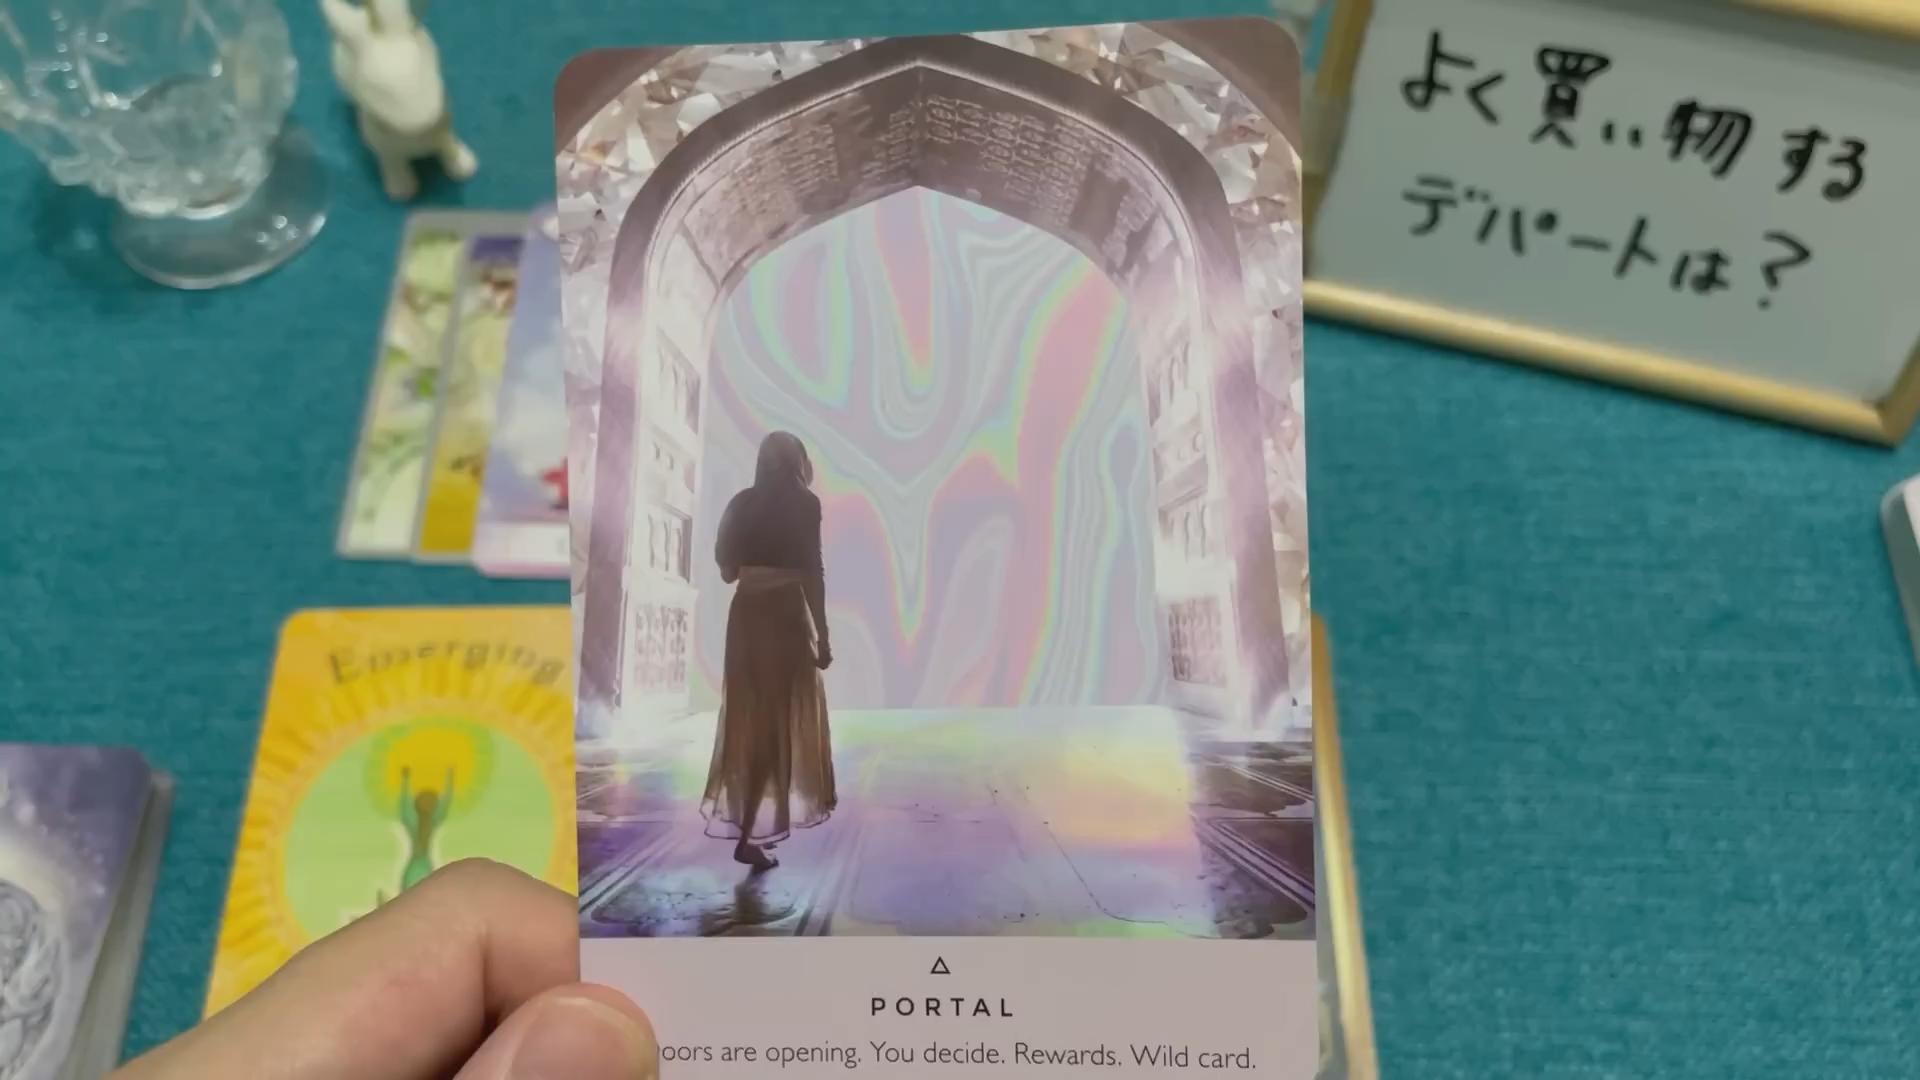 よく買い物する
デパートは？
Emerging
PORTAL
oors are opening. You decide. Rewards. Wild card.